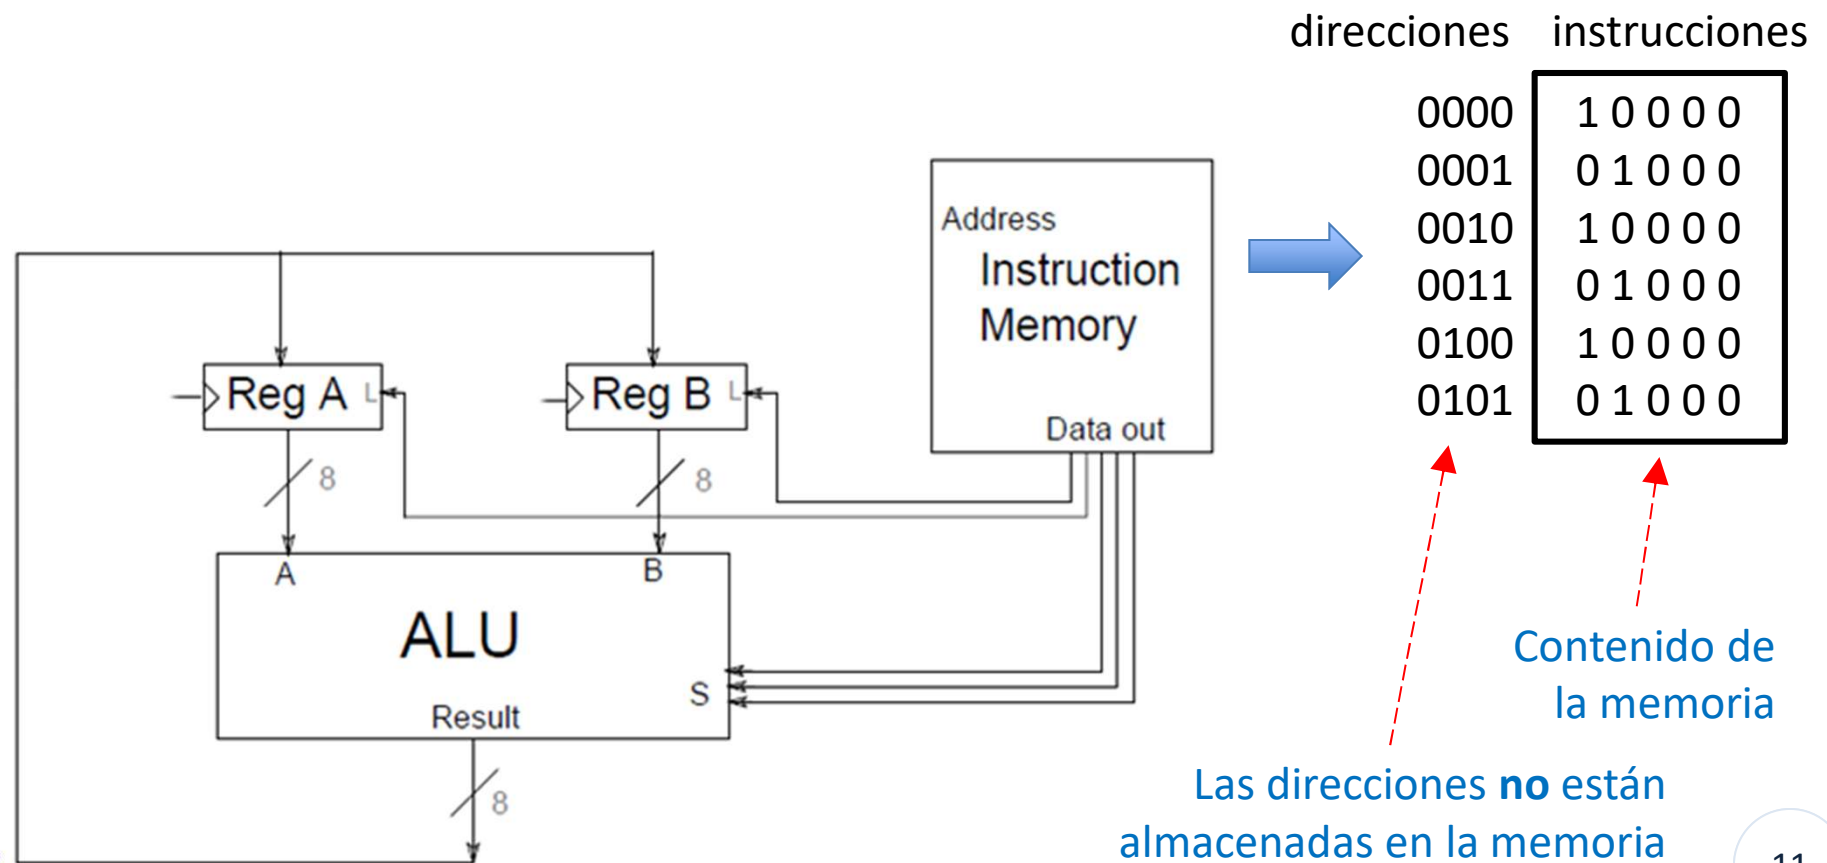 direcciones instrucciones
0000 1 0 0 0 0
0001 0 1 0 0 0
0010 1 0 0 0 0
0011 0 1 0 0 0
0100 1 0 0 0 0
0101 0 1 0 0 0
Address
Instruction
Memory
Data out
Reg A L
Reg B L
8
8
A
B
ALU
S
Result
8
Contenido de
la memoria
Las direcciones no están
almacenadas en la memoria
11